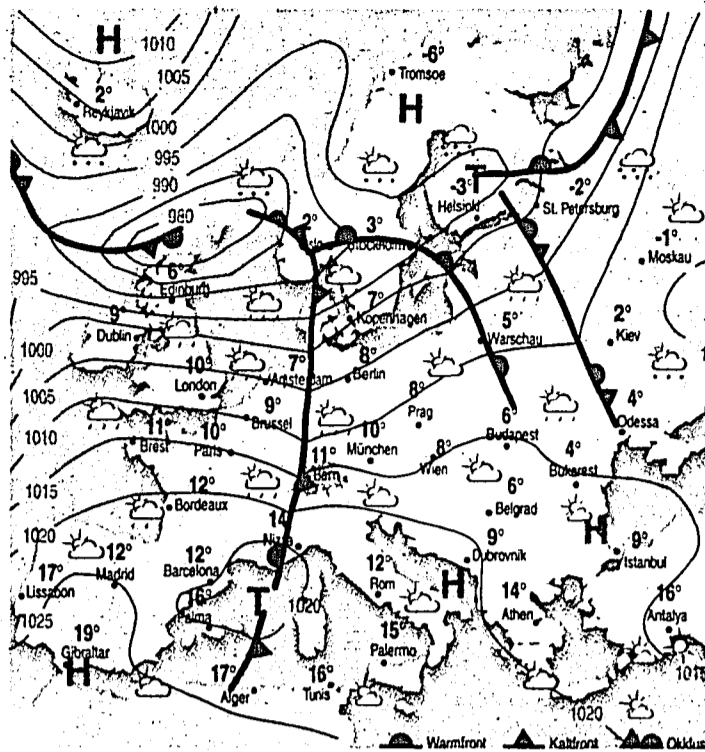 H
1010
-6°
Tromsoe
1005
2°
Reykjavik
H
1000
995
990
-3°
T
Helsinki
-2°
St. Petersburg
980
2°
3°
Stockholm
-1°
Moskau
6°
Edinburg
995
9°
Dublin
7°
Kopenhagen
5°
Warschau
2°
Kiev
1000
10°
London
7°
Amsterdam
8°
Berlin
1005
9°
Brüssel
8°
Prag
6°
Budapest
4°
Odessa
1010
11°
Brest
10°
Paris
10°
München
11°
Bern
8°
Wien
4°
Bukarest
1015
12°
Bordeaux
6°
Belgrad
1020
14
Nizza
9°
Dubrovnik
H
9°
Istanbul
17°
Lissabon
12°
Madrid
12°
Barcelona
12°
Rom
H
14°
Athen
16°
Antalya
1025
T
1020
16°
Palma
19°
Gibraltar
H
15°
Palermo
1015
17°
Alger
16°
Tunis
1020
Warmfront
Kaltfront